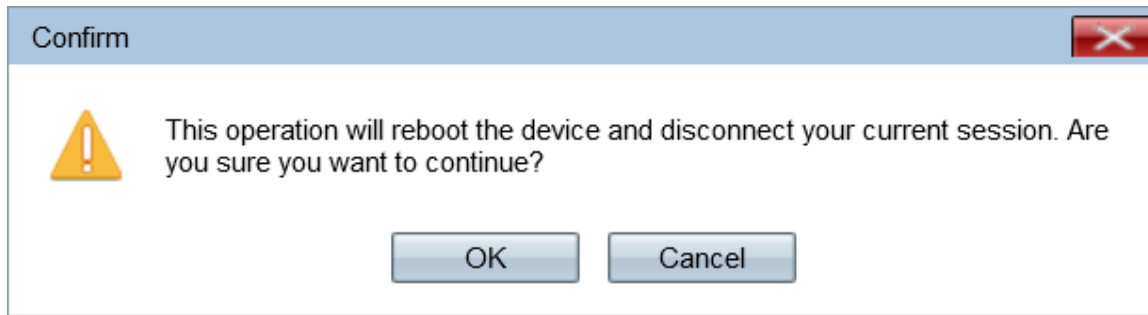 Confirm
This operation will reboot the device and disconnect your current session. Are
you sure you want to continue?
OK
Cancel